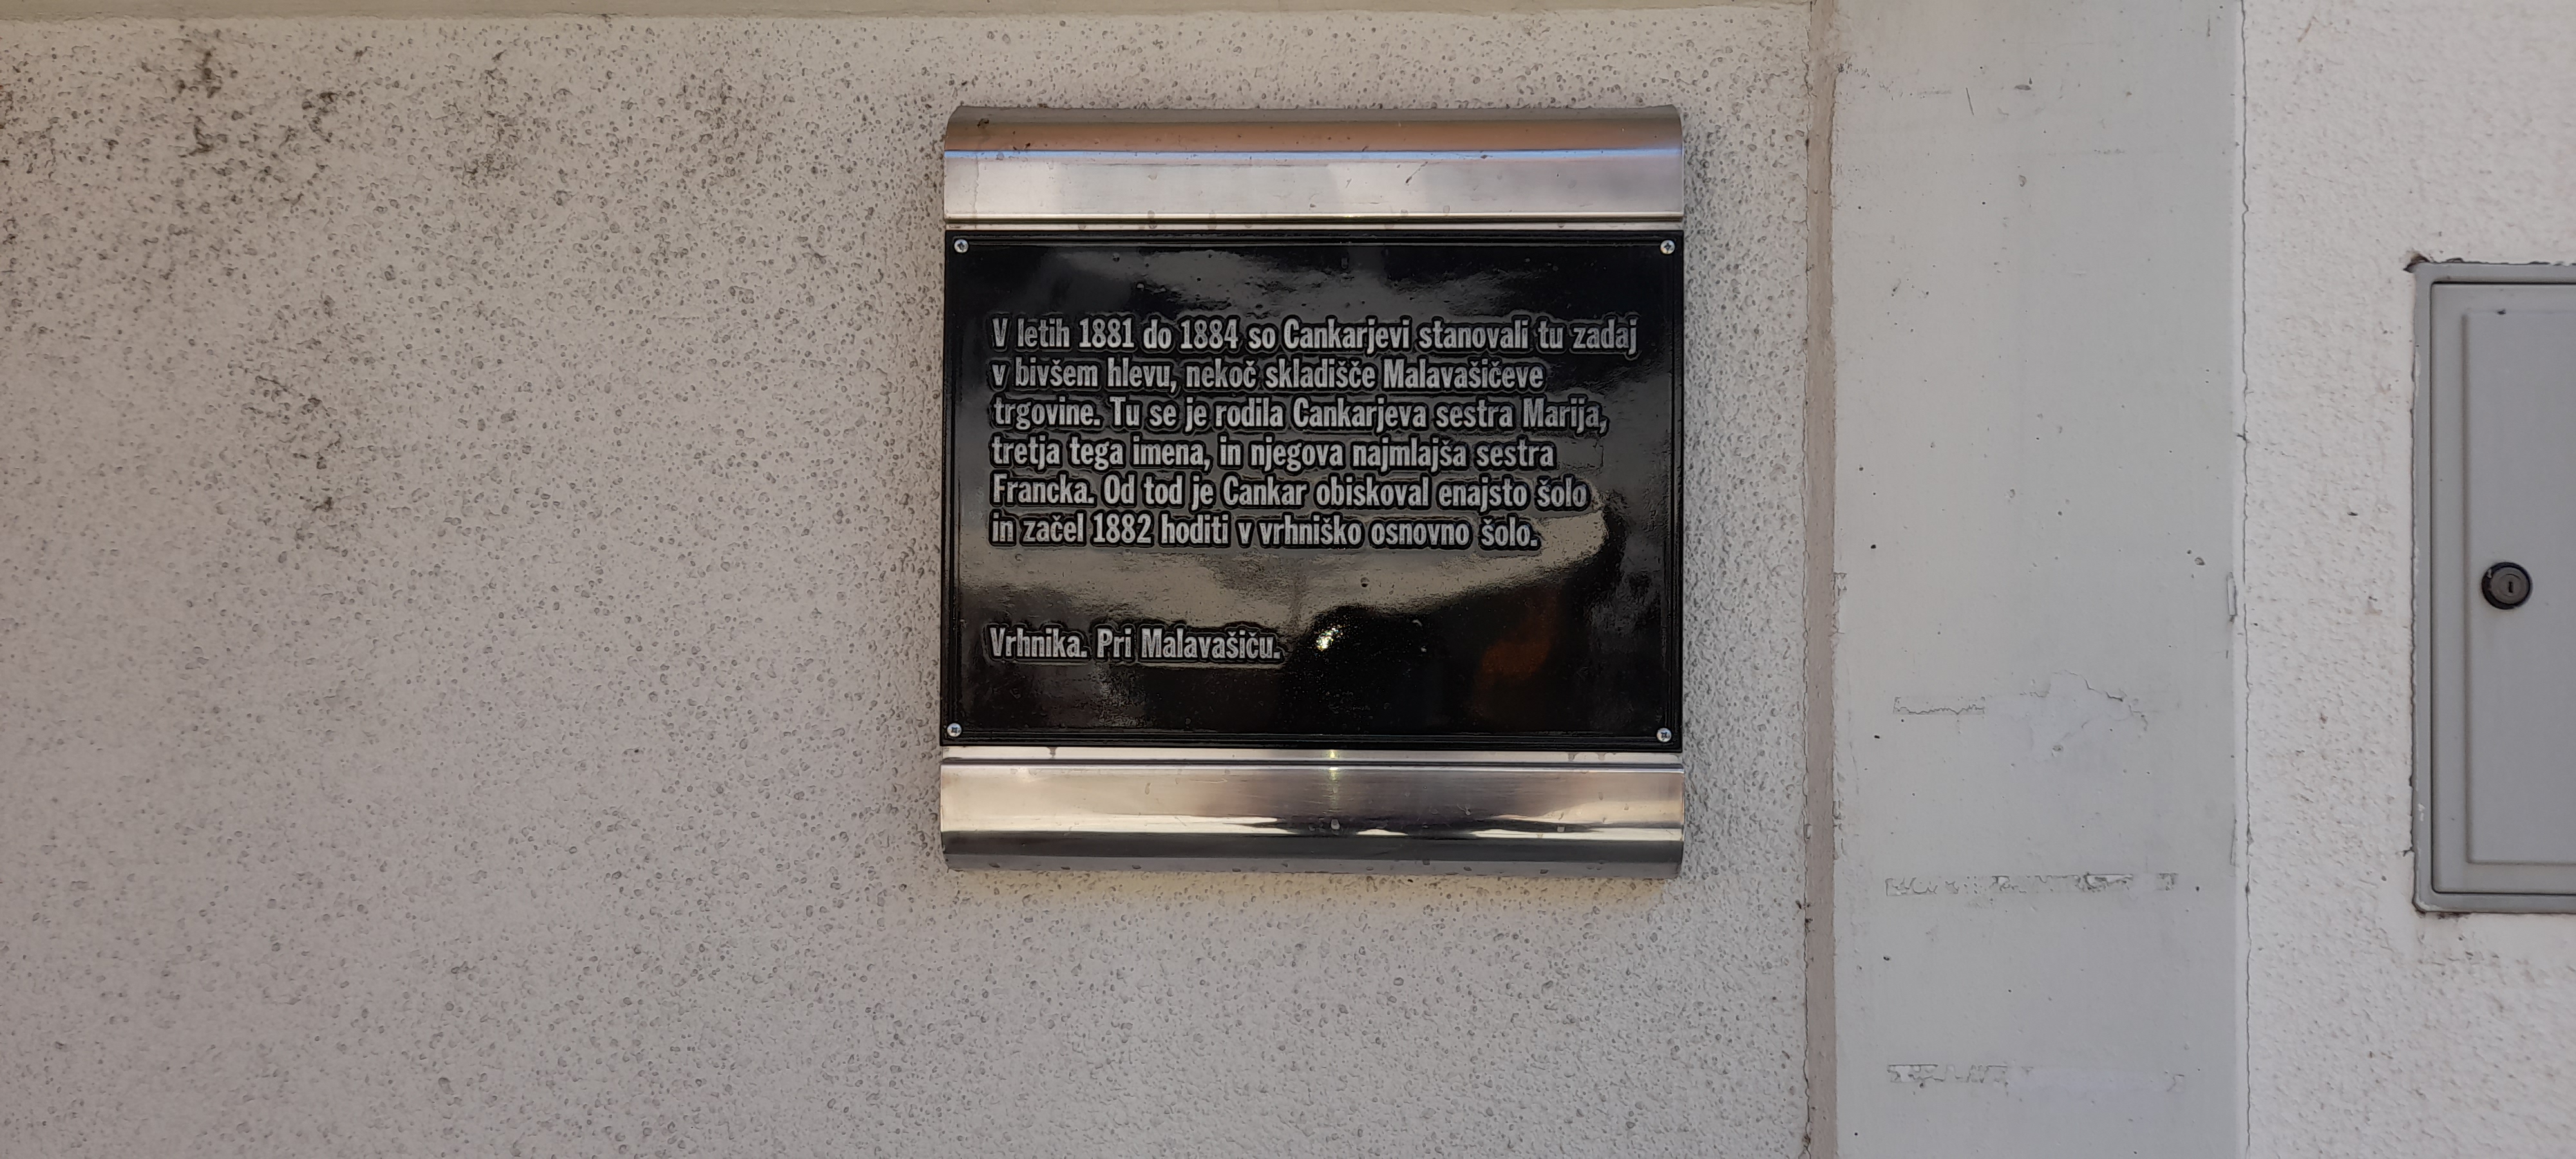 V letih 1881 do 1884 so Cankarjevi stanovali tu zadaj
v bivšem hlevu, nekoč skladišče Malavašičeve
trgovine. Tu se je rodila Cankarjeva sestra Marija,
tretja tega imena, in njegova najmlajša sestra
Francka. Od tod je Cankar obiskoval enajsto šolo
in začel 1882 hoditi v vrhniško osnovno šolo.
Vrhnika. Pri Malavašiču.